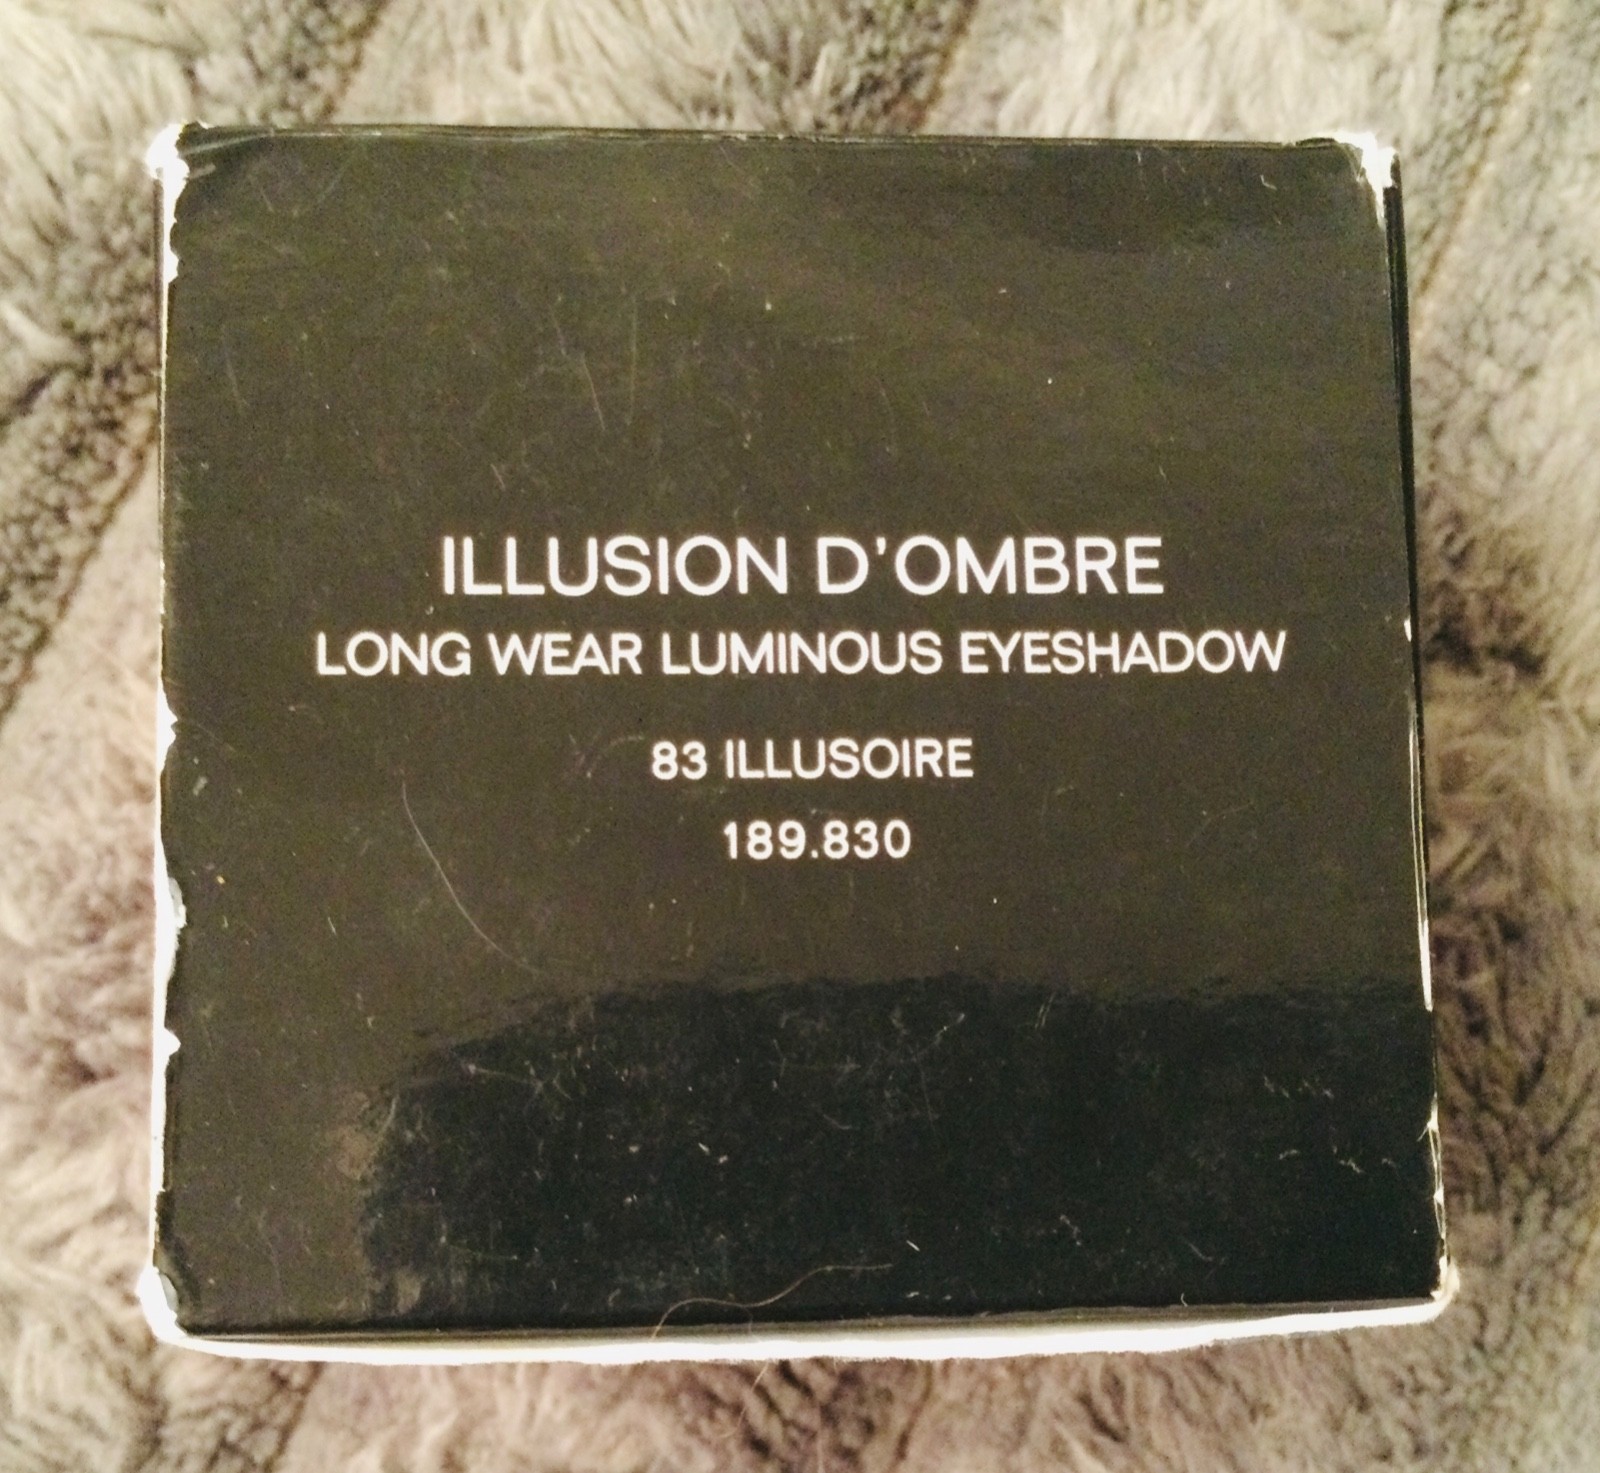 ILLUSION D'OMBRE
LONG WEAR LUMINOUS EYESHADOW
83 ILLUSOIRE
189.830